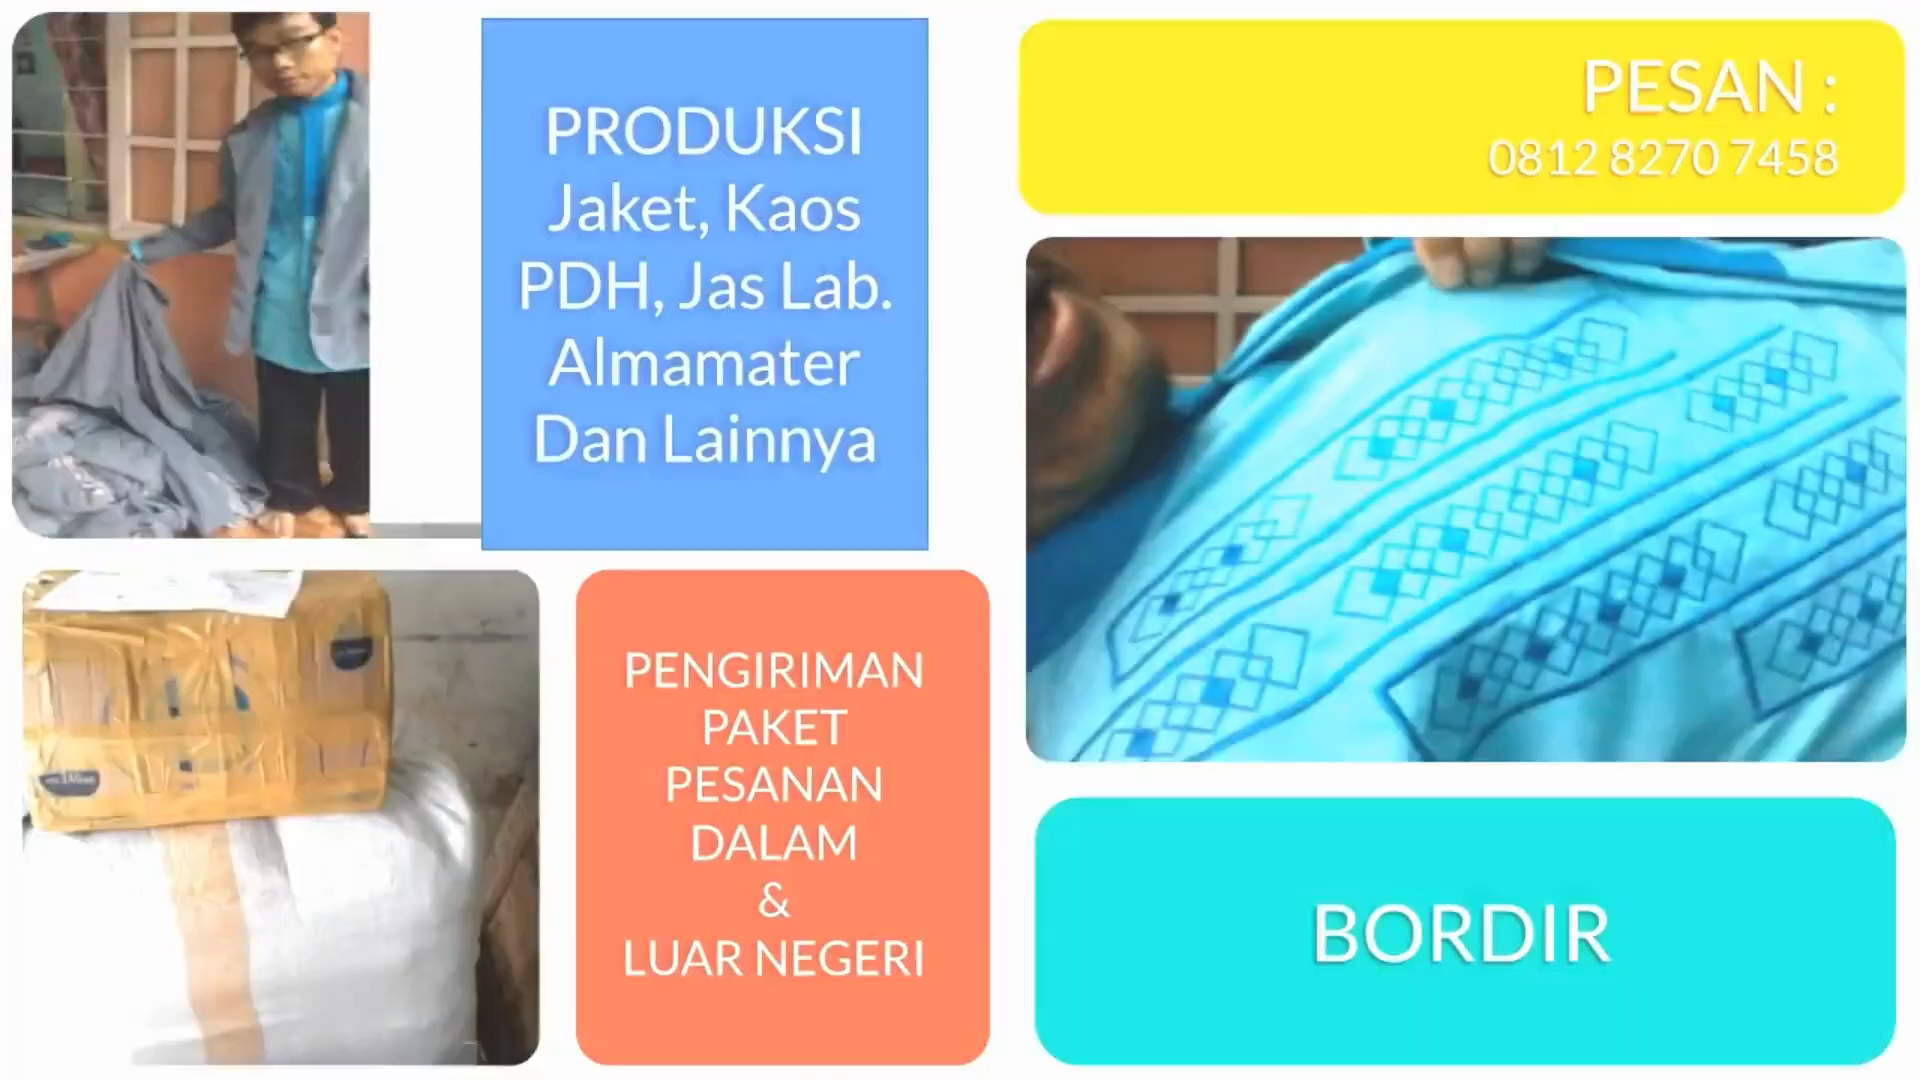 PRODUKSI
Jaket, Kaos
PDH, Jas Lab.
Almamater
Dan Lainnya
PESAN :
0812 8270 7458
PENGIRIMAN
PAKET
PESANAN
DALAM
&
LUAR NEGERI
BORDIR